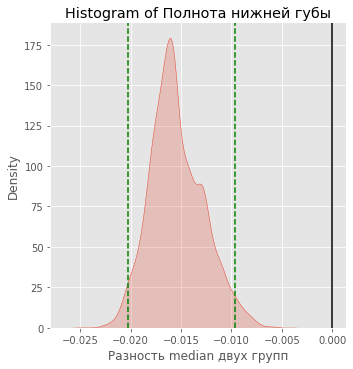 Histogram of Полнота нижней губы
175
150
125
100
75
50
25
0
Density
−0.025 −0.020 −0.015 −0.010 −0.005 0.000
Разность median двух групп